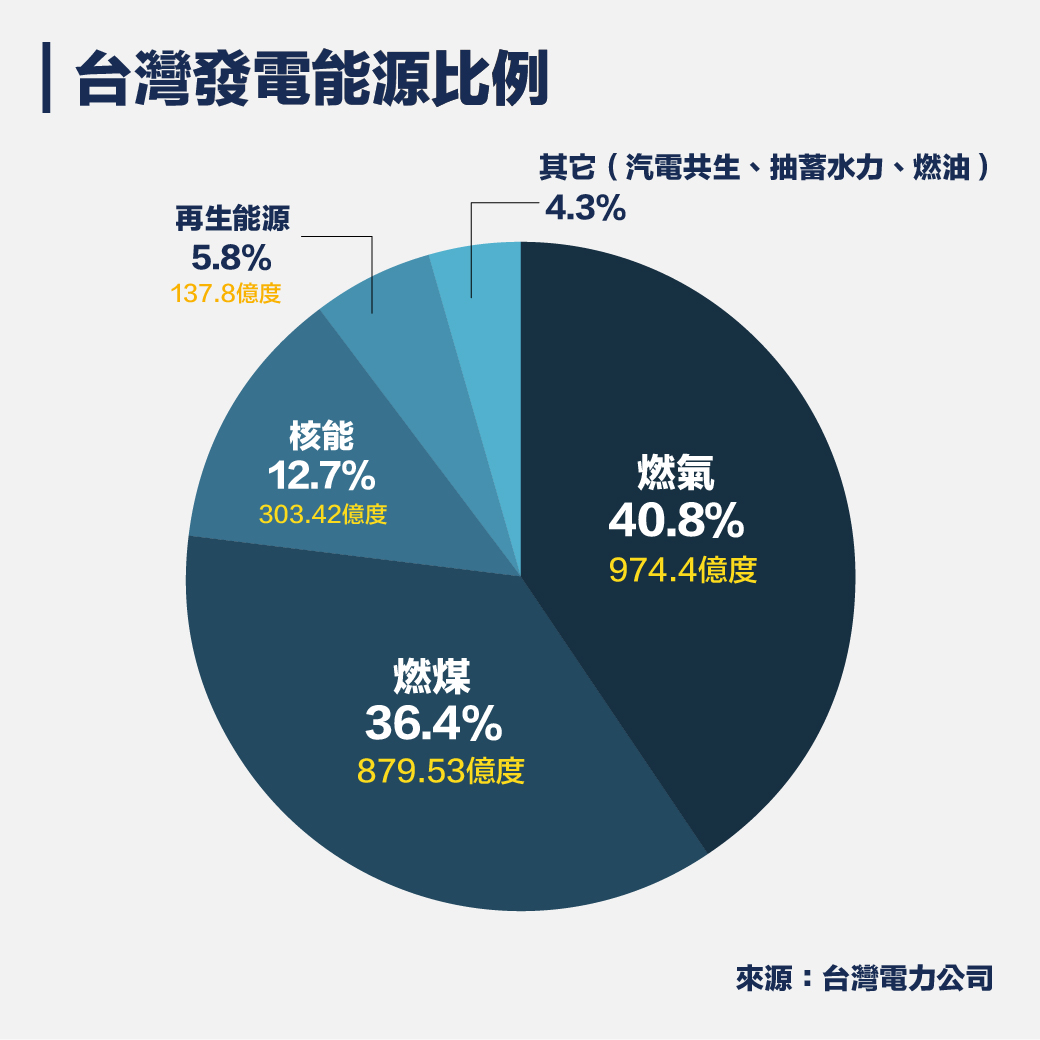 台灣發電能源比例
其它（汽電共生、抽蓄水力、燃油）
4.3%
再生能源
5.8%
137.8億度
核能
12.7%
303.42億度
燃氣
40.8%
974.4億度
燃煤
36.4%
879.53億度
來源：台灣電力公司